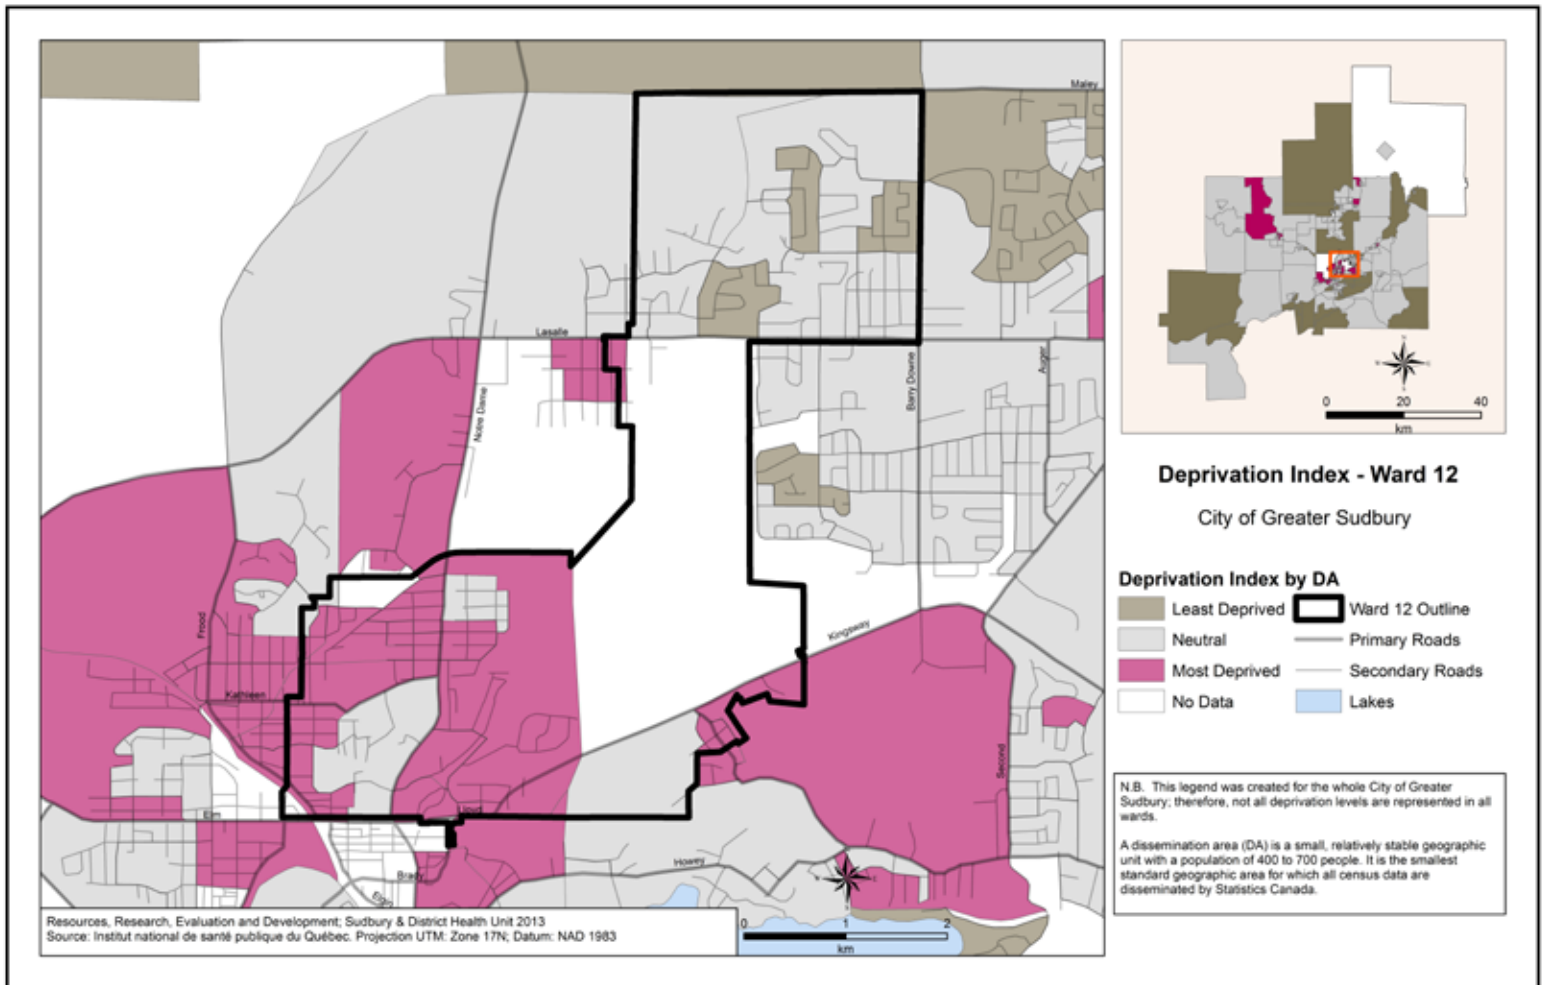 Maley
Lasalle
Notre Dame
Barry Downe
Auger
Frood
Kingsway
Kathleen
Second
Elm
Lloyd
Howey
Brady
Elgin
Resources, Research, Evaluation and Development; Sudbury & District Health Unit 2013
Source: Institut national de santé publique du Québec. Projection UTM: Zone 17N; Datum: NAD 1983
0 1 2
km
0 20 40
km
Deprivation Index - Ward 12
City of Greater Sudbury
Deprivation Index by DA
Least Deprived Ward 12 Outline
Neutral Primary Roads
Most Deprived Secondary Roads
No Data Lakes
N.B. This legend was created for the whole City of Greater
Sudbury; therefore, not all deprivation levels are represented in all
wards.
A dissemination area (DA) is a small, relatively stable geographic
unit with a population of 400 to 700 people. It is the smallest
standard geographic area for which all census data are
disseminated by Statistics Canada.